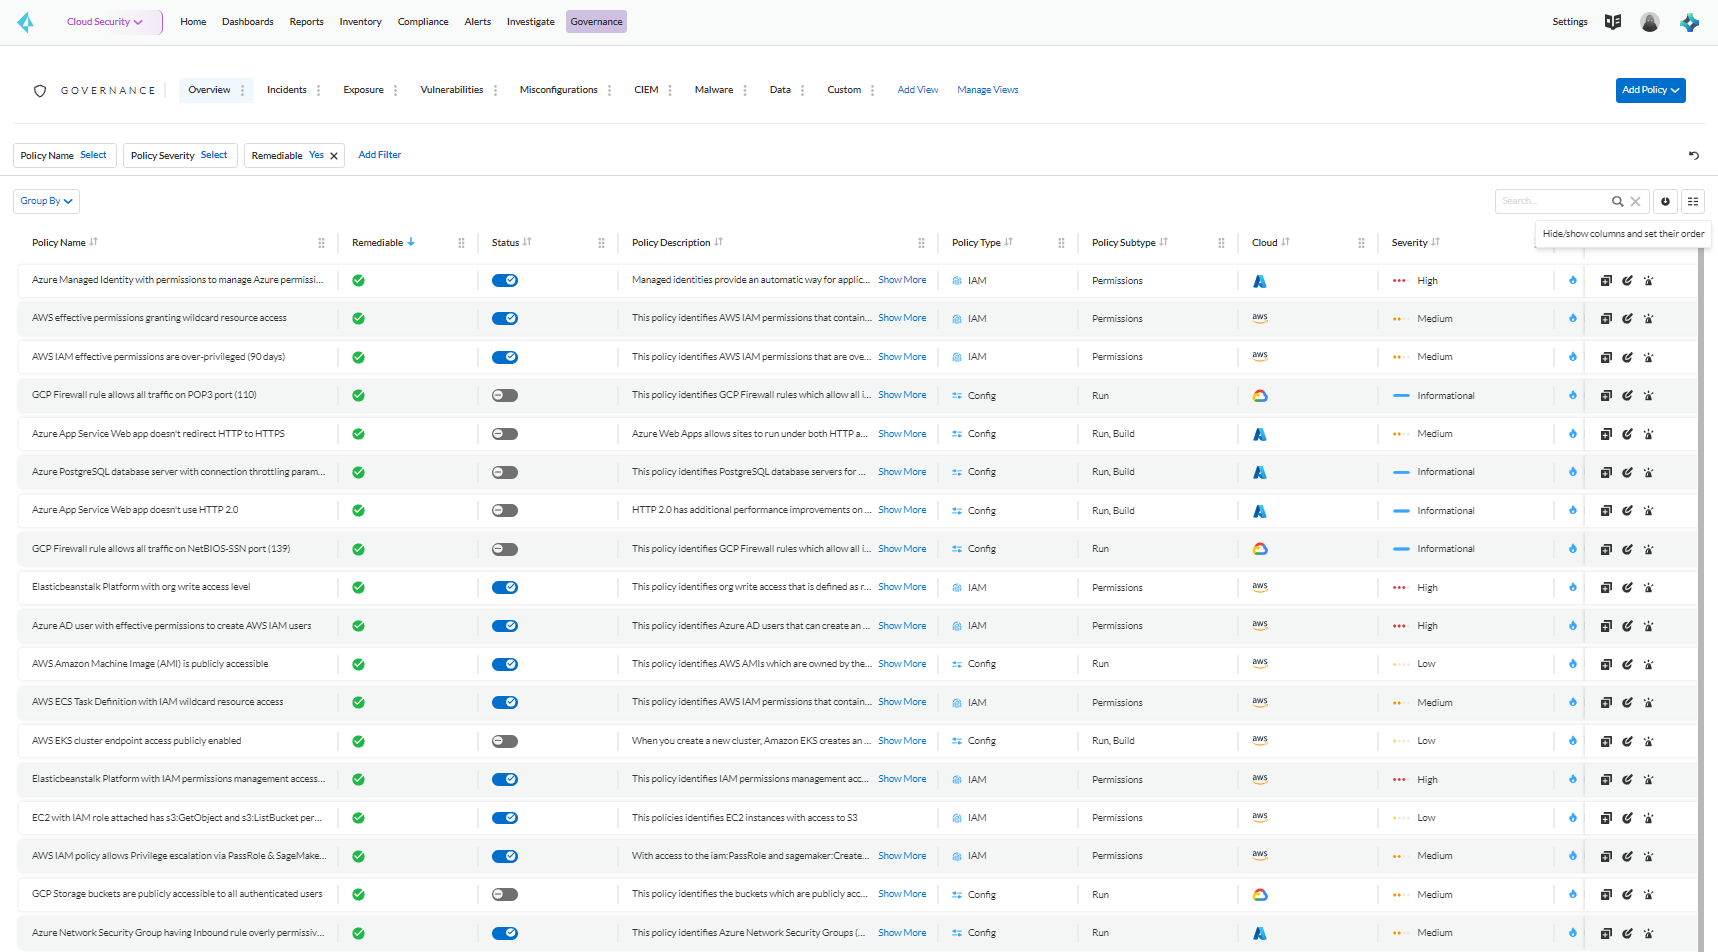 Cloud Security Home Dashboards Reports Inventory Compliance Alerts Investigate Governance Settings
GOVERNANCE Overview Incidents Exposure Vulnerabilities Misconfigurations CIEM Malware Data Custom Add View Manage Views Add Policy
Policy Name Select Policy Severity Select Remediable Yes Add Filter
Group By Search...
Hide/show columns and set their order
Policy Name Remediable Status Policy Description Policy Type Policy Subtype Cloud Severity
Azure Managed Identity with permissions to manage Azure permissi... Managed identities provide an automatic way for applic... Show More IAM Permissions High
AWS effective permissions granting wildcard resource access This policy identifies AWS IAM permissions that contain... Show More IAM Permissions aws Medium
AWS IAM effective permissions are over-privileged (90 days) This policy identifies AWS IAM permissions that are ove... Show More IAM Permissions aws Medium
GCP Firewall rule allows all traffic on POP3 port (110) This policy identifies GCP Firewall rules which allow all i... Show More Config Run Informational
Azure App Service Web app doesn't redirect HTTP to HTTPS Azure Web Apps allows sites to run under both HTTP a... Show More Config Run, Build Medium
Azure PostgreSQL database server with connection throttling param... This policy identifies PostgreSQL database servers for ... Show More Config Run, Build Informational
Azure App Service Web app doesn't use HTTP 2.0 HTTP 2.0 has additional performance improvements on ... Show More Config Run, Build Informational
GCP Firewall rule allows all traffic on NetBIOS-SSN port (139) This policy identifies GCP Firewall rules which allow all i... Show More Config Run Informational
Elasticbeanstalk Platform with org write access level This policy identifies org write access that is defined as r... Show More IAM Permissions aws High
Azure AD user with effective permissions to create AWS IAM users This policy identifies Azure AD users that can create an ... Show More IAM Permissions aws High
AWS Amazon Machine Image (AMI) is publicly accessible This policy identifies AWS AMIs which are owned by the... Show More Config Run aws Low
AWS ECS Task Definition with IAM wildcard resource access This policy identifies AWS IAM permissions that contain... Show More IAM Permissions aws Medium
AWS EKS cluster endpoint access publicly enabled When you create a new cluster, Amazon EKS creates an ... Show More Config Run, Build aws Low
Elasticbeanstalk Platform with IAM permissions management access... This policy identifies IAM permissions management acc... Show More IAM Permissions aws High
EC2 with IAM role attached has s3:GetObject and s3:ListBucket per... This policies identifies EC2 instances with access to S3 IAM Permissions aws Low
AWS IAM policy allows Privilege escalation via PassRole & SageMake... With access to the iam:PassRole and sagemaker:Create... Show More IAM Permissions aws Medium
GCP Storage buckets are publicly accessible to all authenticated users This policy identifies the buckets which are publicly acc... Show More Config Run Medium
Azure Network Security Group having Inbound rule overly permissiv... This policy identifies Azure Network Security Groups (... Show More Config Run Medium